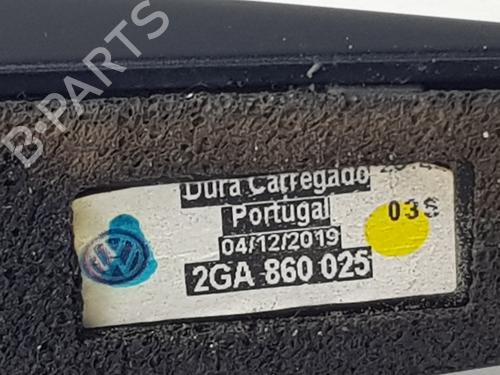 B-PARTS
Dura Carregado
Portugal
03S
04/12/2019
2GA 860 025